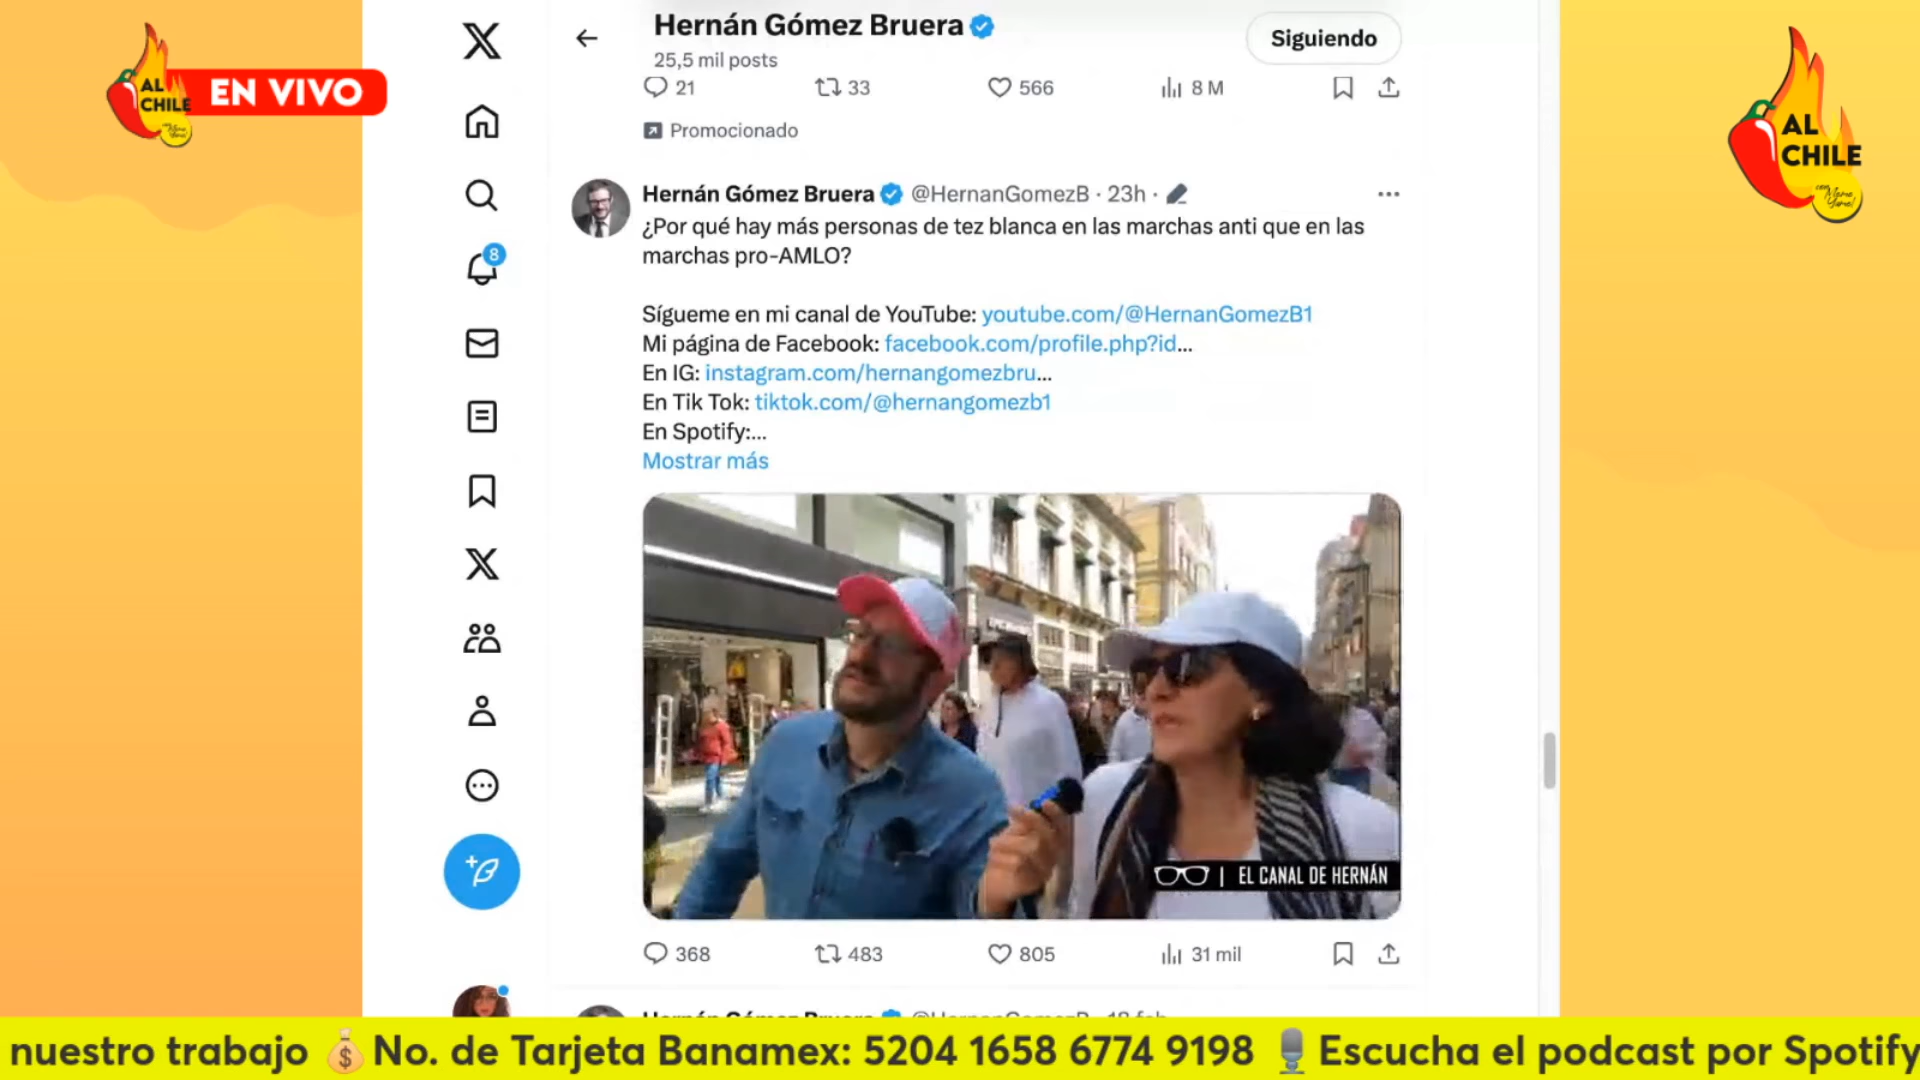 Hernán Gómez Bruera
25,5 mil posts
Siguiendo
21 33 566 8 M
Promocionado
AL CHILE
EN VIVO
AL
CHILE
Hernán Gómez Bruera @HernanGomezB · 23h ·
¿Por qué hay más personas de tez blanca en las marchas anti que en las
marchas pro-AMLO?
8
Sígueme en mi canal de YouTube: youtube.com/@HernanGomezB1
Mi página de Facebook: facebook.com/profile.php?id...
En IG: instagram.com/hernangomezbru...
En Tik Tok: tiktok.com/@hernangomezb1
En Spotify:...
Mostrar más
EL CANAL DE HERNÁN
368 483 805 31 mil
nuestro trabajo 💰No. de Tarjeta Banamex: 5204 1658 6774 9198 🎙️Escucha el podcast por Spotify